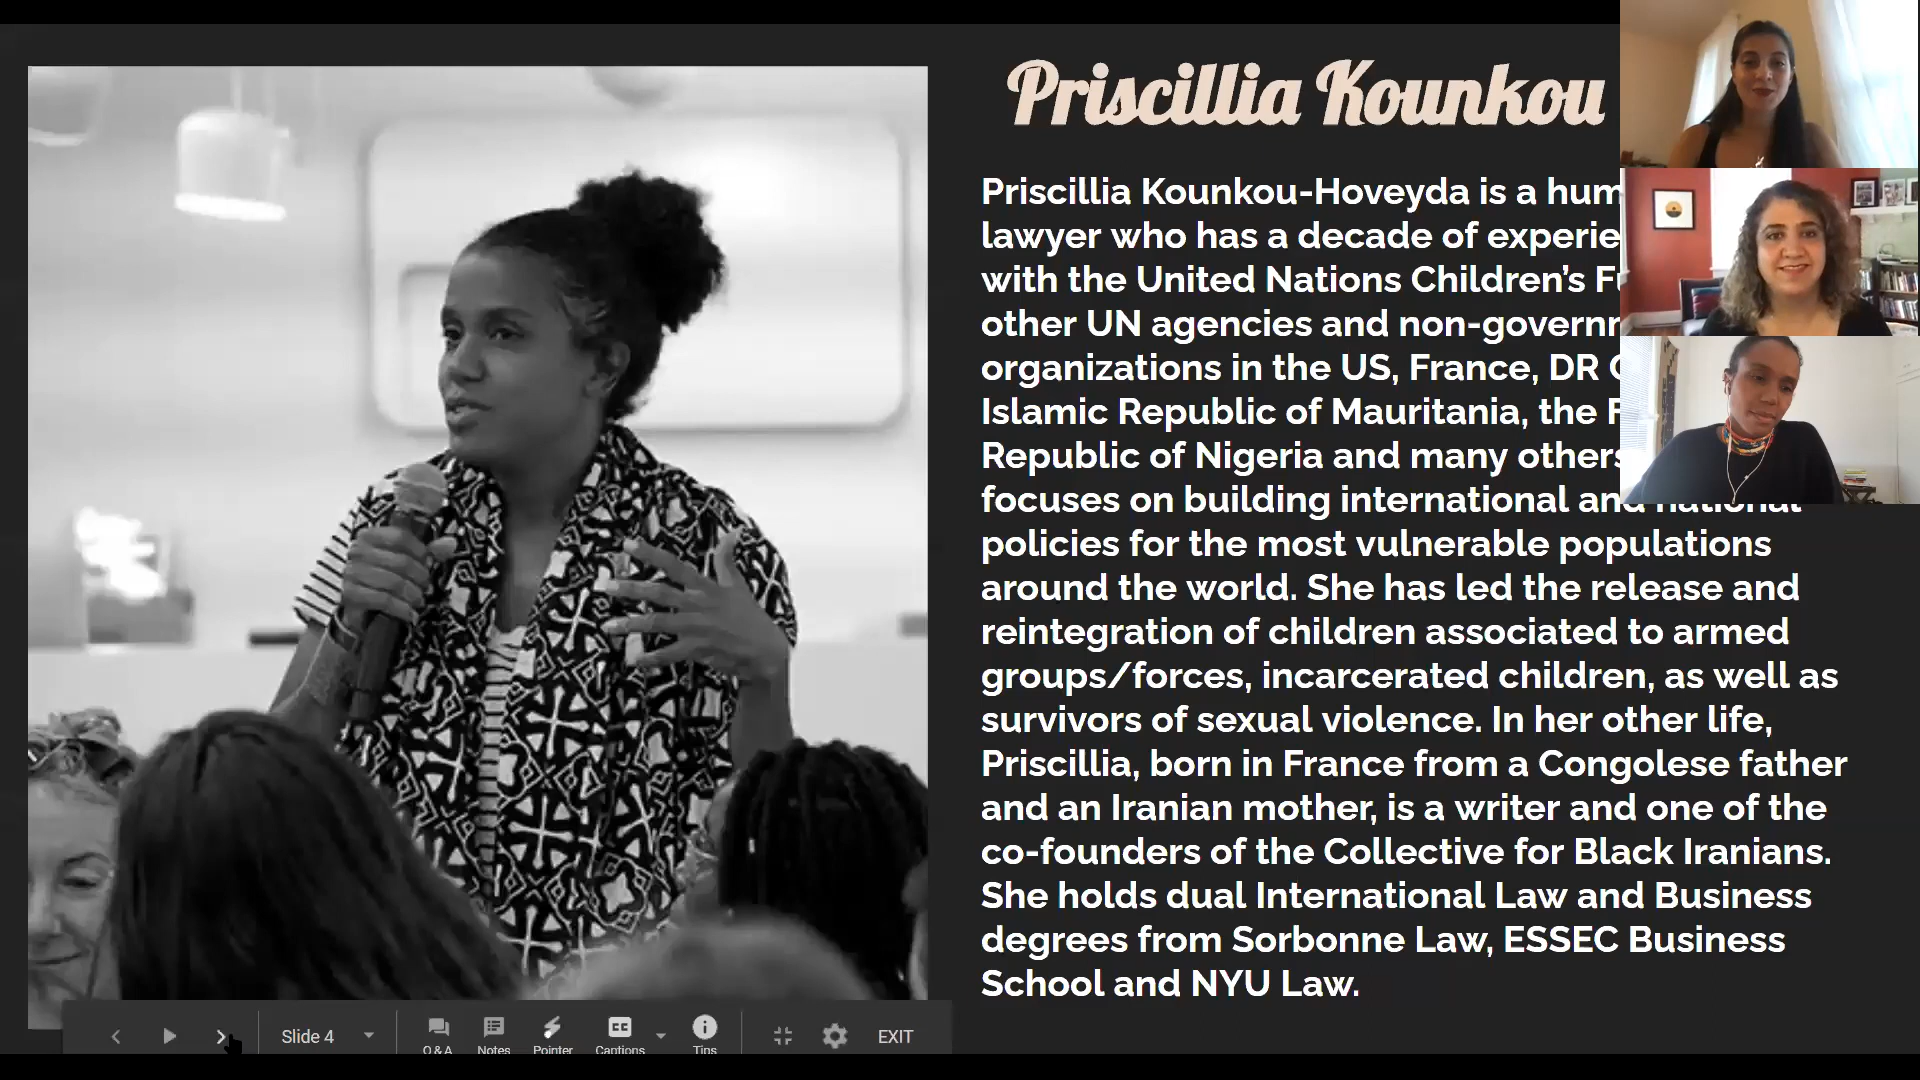 Priscillia Kounkou
Priscillia Kounkou-Hoveyda is a
lawyer who has a decade of
with the United Nations Children's
other UN agencies and
organizations in the US, France, DR
Islamic Republic of Mauritania, the
Republic of Nigeria and many others
focuses on building international and national
policies for the most vulnerable populations
around the world. She has led the release and
reintegration of children associated to armed
groups/forces, incarcerated children, as well as
survivors of sexual violence. In her other life,
Priscillia, born in France from a Congolese father
and an Iranian mother, is a writer and one of the
co-founders of the Collective for Black Iranians.
She holds dual International Law and Business
degrees from Sorbonne Law, ESSEC Business
School and NYU Law.
Slide 4 Q & A Notes Pointer CC Captions Tips EXIT